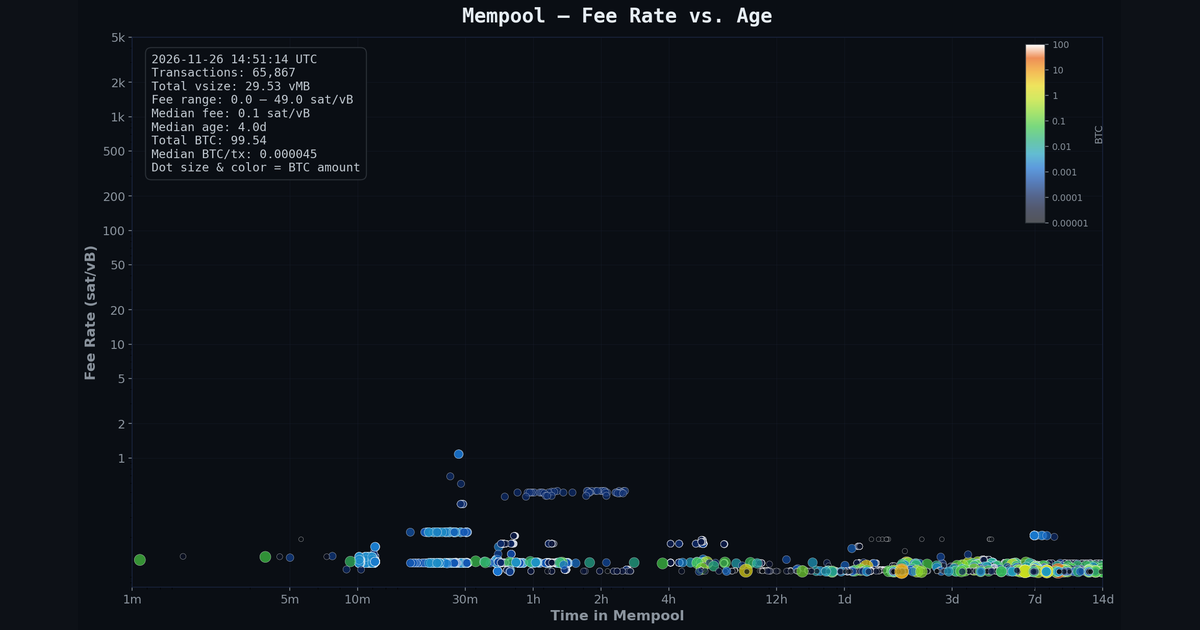 Mempool — Fee Rate vs. Age
2026-11-26 14:51:14 UTC
Transactions: 65,867
Total vsize: 29.53 vMB
Fee range: 0.0 — 49.0 sat/vB
Median fee: 0.1 sat/vB
Median age: 4.0d
Total BTC: 99.54
Median BTC/tx: 0.000045
Dot size & color = BTC amount
100
10
1
0.1
0.01
0.001
0.0001
0.00001
BTC
Fee Rate (sat/vB)
5k
2k
1k
500
200
100
50
20
10
5
2
1
1m
5m
10m
30m
1h
2h
4h
12h
1d
3d
7d
14d
Time in Mempool